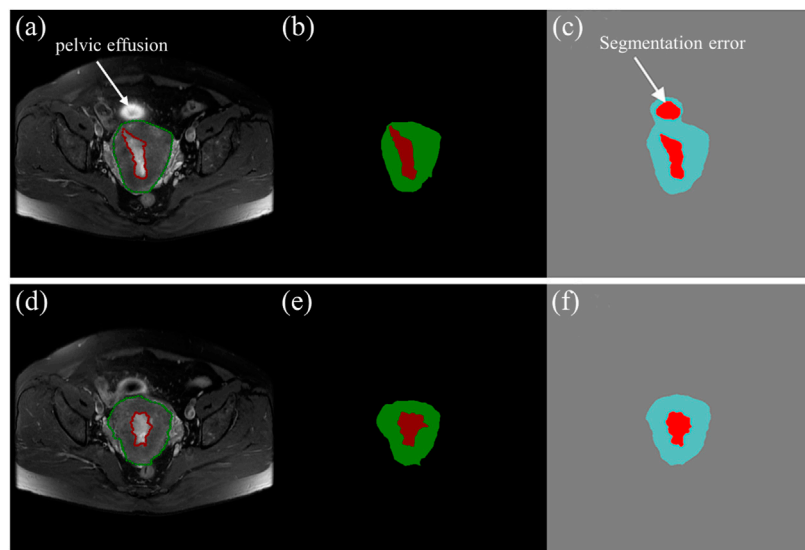 (a)
pelvic effusion
(b)
(c)
Segmentation error
(d)
(e)
(f)